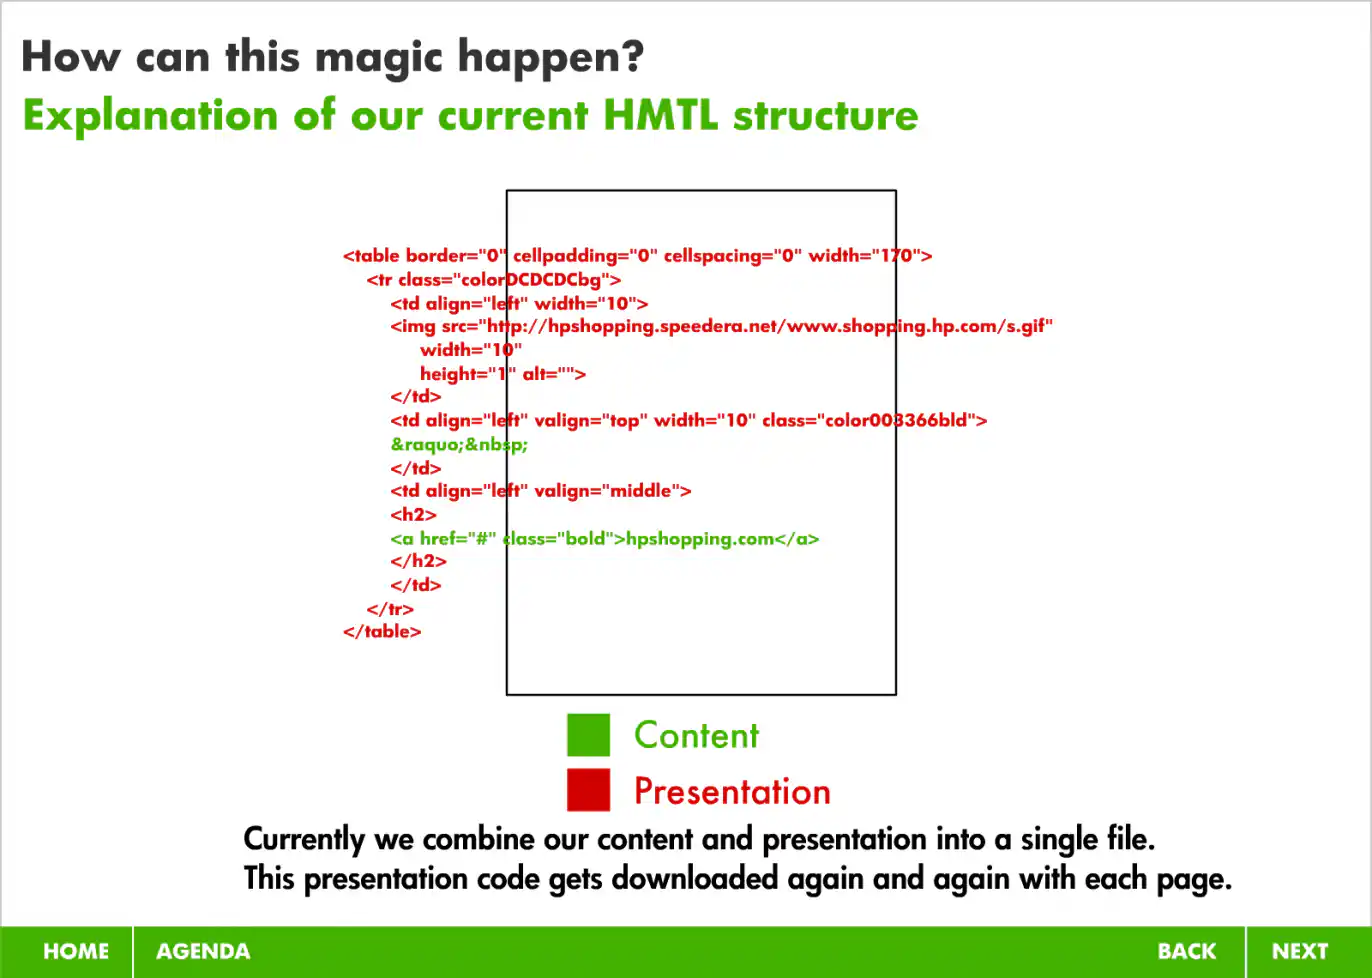 How can this magic happen?
Explanation of our current HMTL structure
<table border="0" cellpadding="0" cellspacing="0" width="170">
<tr class="colorDCDCDCbg">
<td align="left" width="10">
<img src="http://hpshopping.speedera.net/www.shopping.hp.com/s.gif"
width="10"
height="1" alt="">
</td>
<td align="left" valign="top" width="10" class="color003366bld">
&raquo;&nbsp;
</td>
<td align="left" valign="middle">
<h2>
<a href="#" class="bold">hpshopping.com</a>
</h2>
</td>
</tr>
</table>
Content
Presentation
Currently we combine our content and presentation into a single file.
This presentation code gets downloaded again and again with each page.
HOME AGENDA BACK NEXT